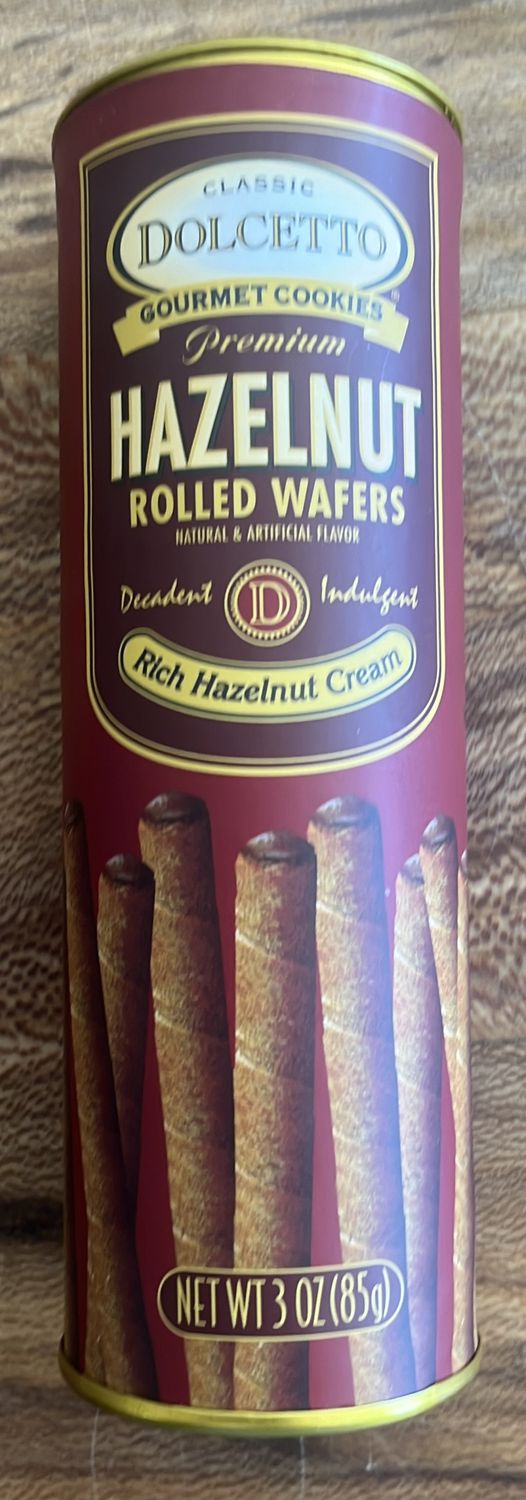 CLASSIC
DOLCETTO
GOURMET COOKIES®
Premium
HAZELNUT
ROLLED WAFERS
NATURAL & ARTIFICIAL FLAVOR
Decadent D Indulgent
Rich Hazelnut Cream
NET WT 3 OZ (85g)